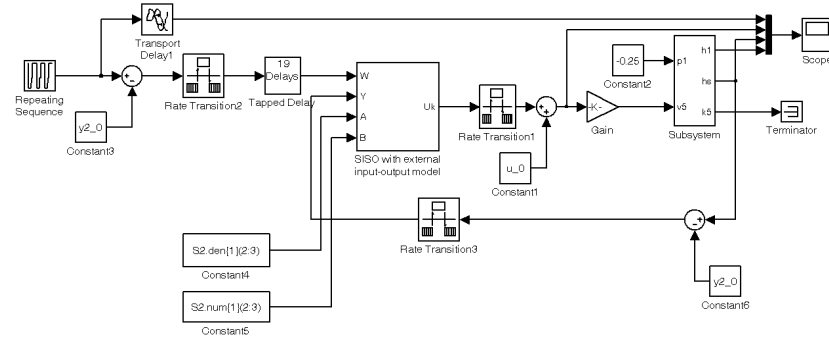 Transport
Delay1
Repeating
Sequence
y2_0
Constant3
Rate Transition2
19
Delays
Tapped Delay
W
Y
A
B
Uk
SISO with external
input-output model
Rate Transition1
u_0
Constant1
-K-
Gain
-0.25
Constant2
p1
v5
h1
hs
k5
Subsystem
Scope
Terminator
Rate Transition3
y2_0
Constant6
S2.den[1](2:3)
Constant4
S2.num[1](2:3)
Constant5